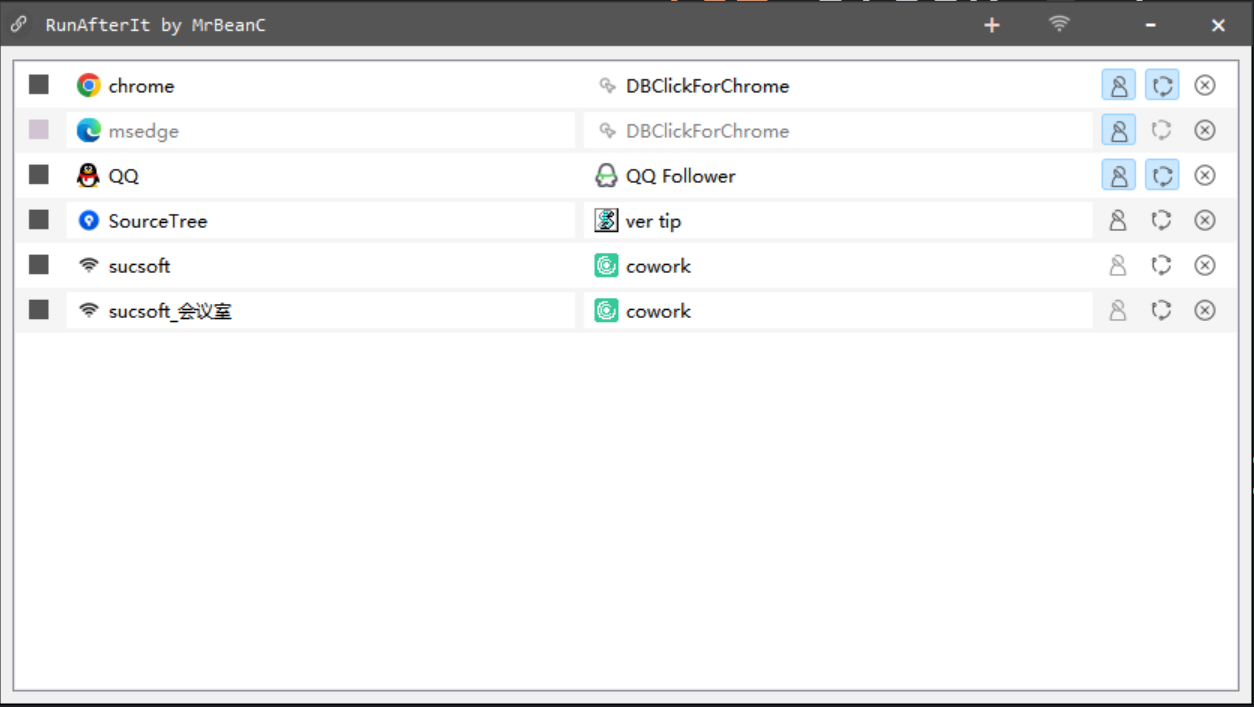 RunAfterIt by MrBeanC
chrome DBClickForChrome
msedge DBClickForChrome
QQ QQ Follower
SourceTree ver tip
sucsoft cowork
sucsoft_会议室 cowork